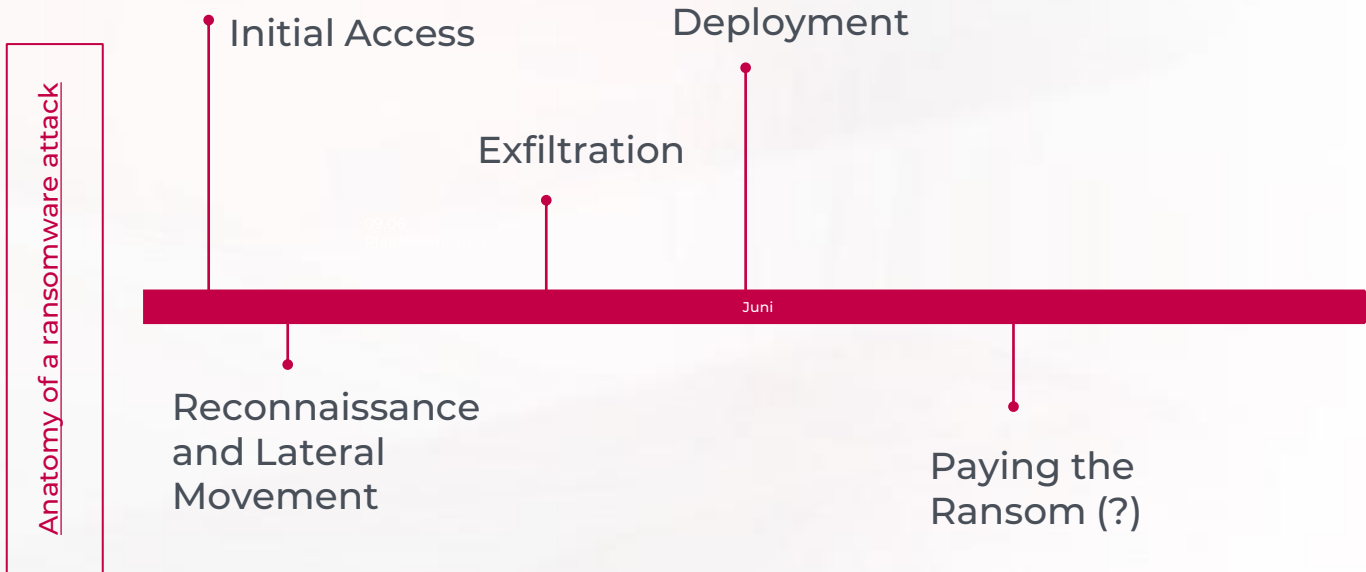 Anatomy of a ransomware attack
Initial Access
Deployment
Exfiltration
Juni
Reconnaissance
and Lateral
Movement
Paying the
Ransom (?)